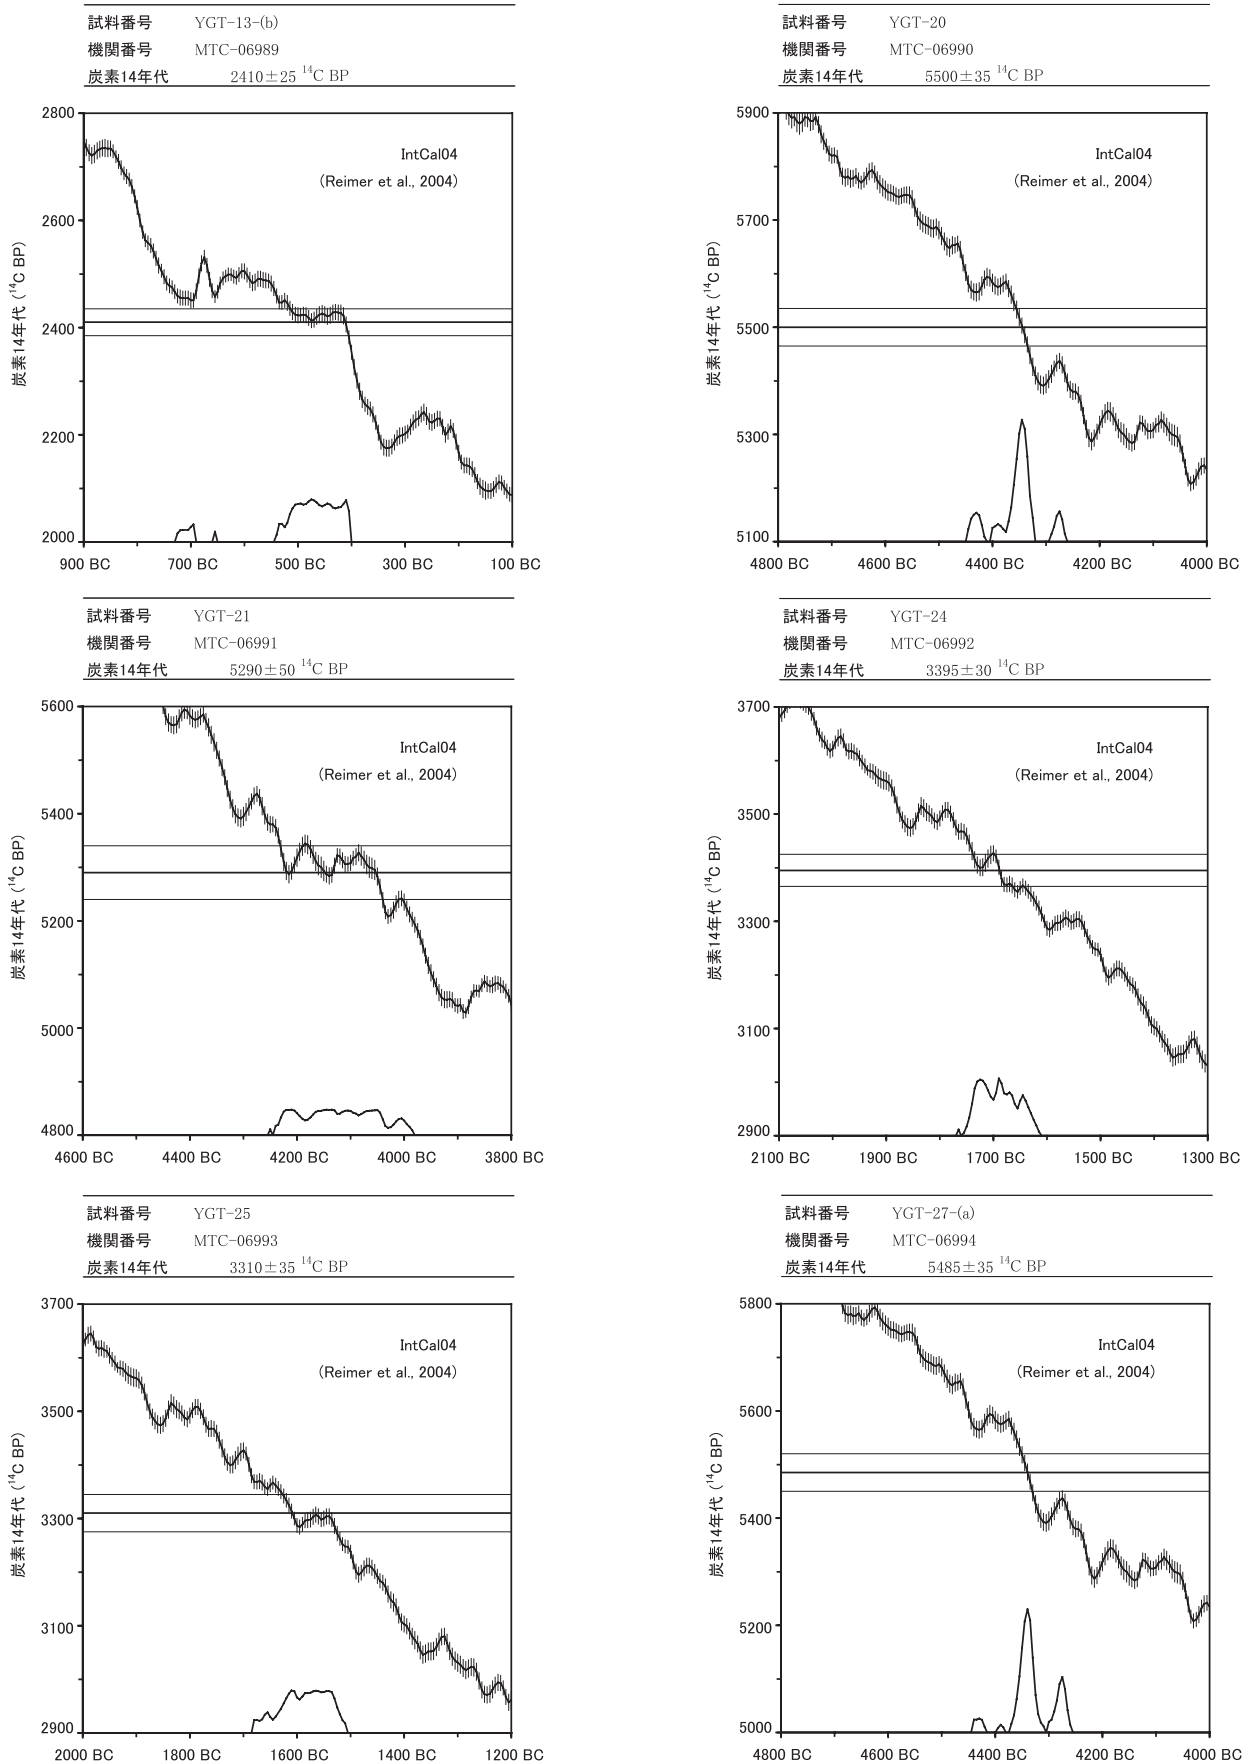 試料番号 YGT-13-(b)
機関番号 MTC-06989
炭素14年代 2410±25 ¹⁴C BP
2800
2600
2400
2200
2000
炭素14年代 (¹⁴C BP)
IntCal04
(Reimer et al., 2004)
900 BC 700 BC 500 BC 300 BC 100 BC
試料番号 YGT-20
機関番号 MTC-06990
炭素14年代 5500±35 ¹⁴C BP
5900
5700
5500
5300
5100
炭素14年代 (¹⁴C BP)
IntCal04
(Reimer et al., 2004)
4800 BC 4600 BC 4400 BC 4200 BC 4000 BC
試料番号 YGT-21
機関番号 MTC-06991
炭素14年代 5290±50 ¹⁴C BP
5600
5400
5200
5000
4800
炭素14年代 (¹⁴C BP)
IntCal04
(Reimer et al., 2004)
4600 BC 4400 BC 4200 BC 4000 BC 3800 BC
試料番号 YGT-24
機関番号 MTC-06992
炭素14年代 3395±30 ¹⁴C BP
3700
3500
3300
3100
2900
炭素14年代 (¹⁴C BP)
IntCal04
(Reimer et al., 2004)
2100 BC 1900 BC 1700 BC 1500 BC 1300 BC
試料番号 YGT-25
機関番号 MTC-06993
炭素14年代 3310±35 ¹⁴C BP
3700
3500
3300
3100
2900
炭素14年代 (¹⁴C BP)
IntCal04
(Reimer et al., 2004)
2000 BC 1800 BC 1600 BC 1400 BC 1200 BC
試料番号 YGT-27-(a)
機関番号 MTC-06994
炭素14年代 5485±35 ¹⁴C BP
5800
5600
5400
5200
5000
炭素14年代 (¹⁴C BP)
IntCal04
(Reimer et al., 2004)
4800 BC 4600 BC 4400 BC 4200 BC 4000 BC